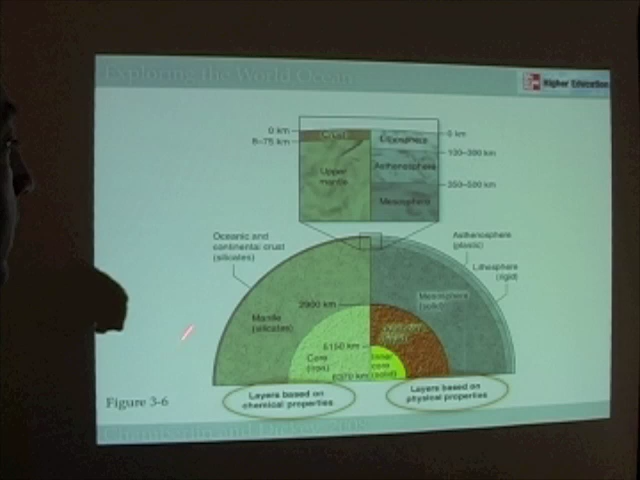 Exploring the World Ocean
Higher Education
0 km
Crust
Lithosphere
0 km
8–75 km
100–200 km
Upper
mantle
Asthenosphere
350–500 km
Mesosphere
Oceanic and
continental crust
(silicates)
Asthenosphere
(plastic)
Lithosphere
(rigid)
Mesosphere
(solid)
2900 km
Mantle
(silicates)
5150 km
Core
(iron)
Inner
core
(solid)
6370 km
Layers based on
chemical properties
Layers based on
physical properties
Figure 3-6